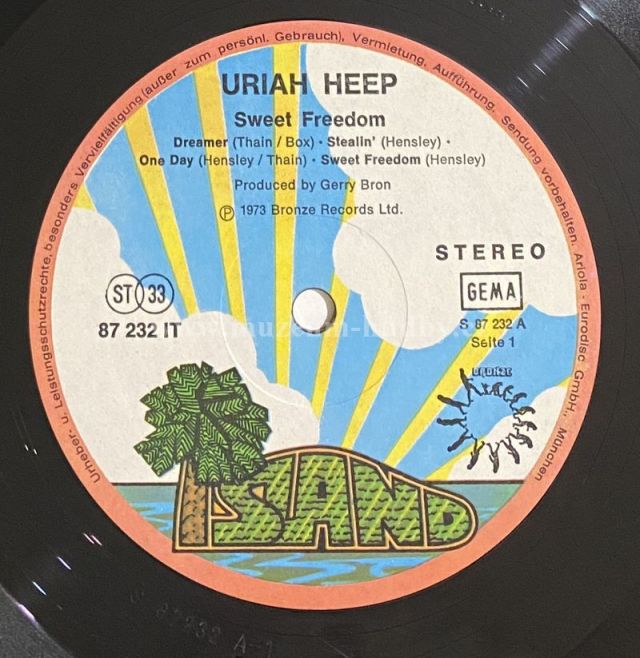 Urheber- u. Leistungsschutzrechte, besonders Vervielfältigung (außer zum persönl. Gebrauch), Vermietung, Aufführung, Sendung vorbehalten. Ariola - Eurodisc GmbH., München
URIAH HEEP
Sweet Freedom
Dreamer (Thain / Box) · Stealin' (Hensley) ·
One Day (Hensley / Thain) · Sweet Freedom (Hensley)
Produced by Gerry Bron
℗ 1973 Bronze Records Ltd.
STEREO
ST 33
GEMA
87 232 IT
S 87 232 A
Seite 1
BRONZE
ISLAND